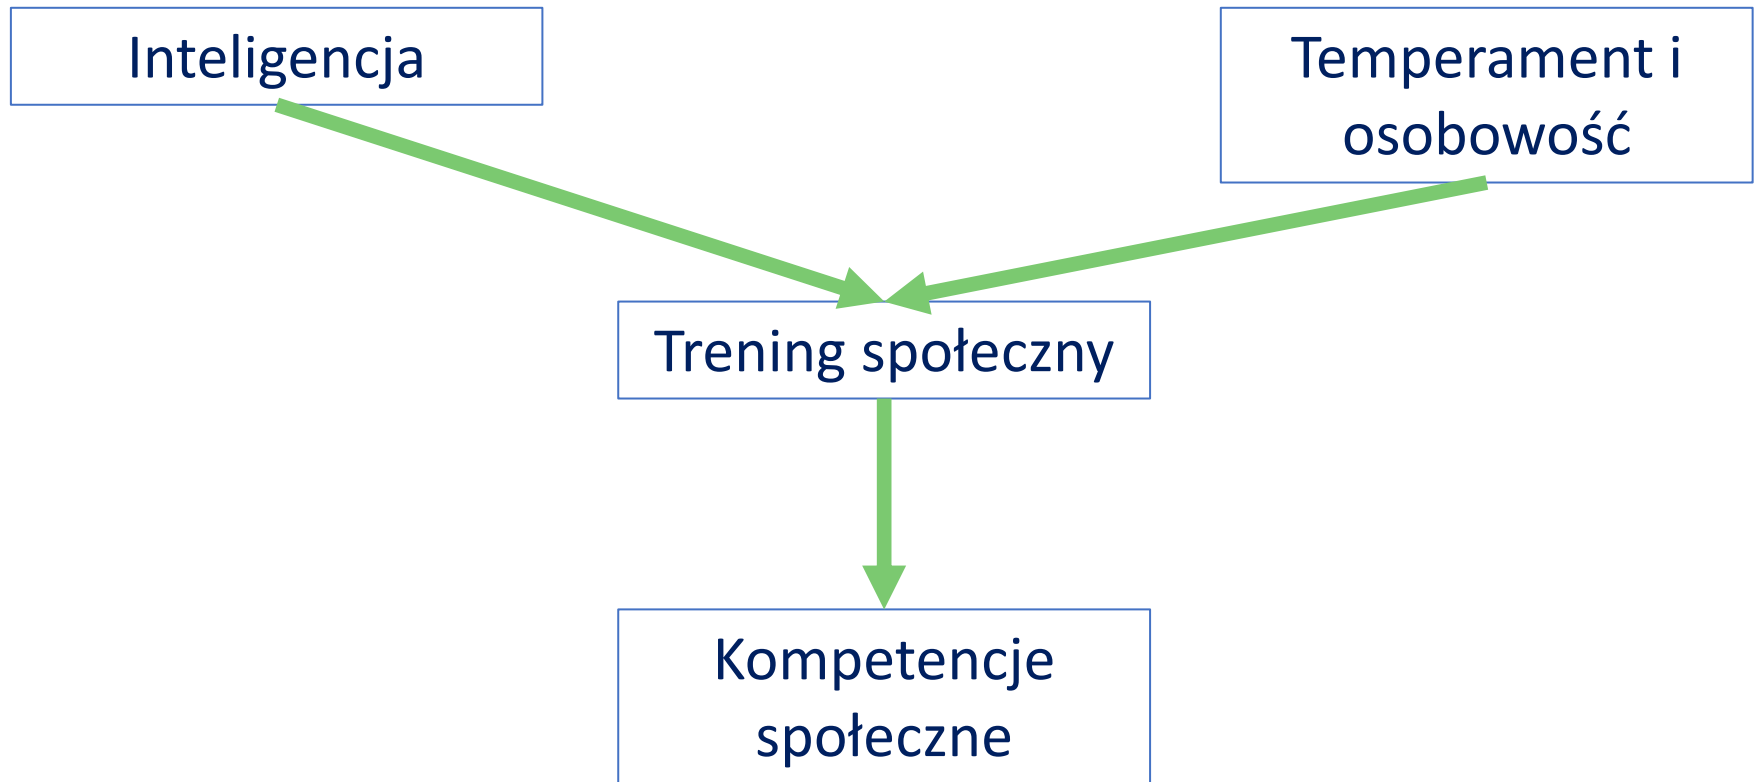 Inteligencja
Temperament i
osobowość
Trening społeczny
Kompetencje
społeczne